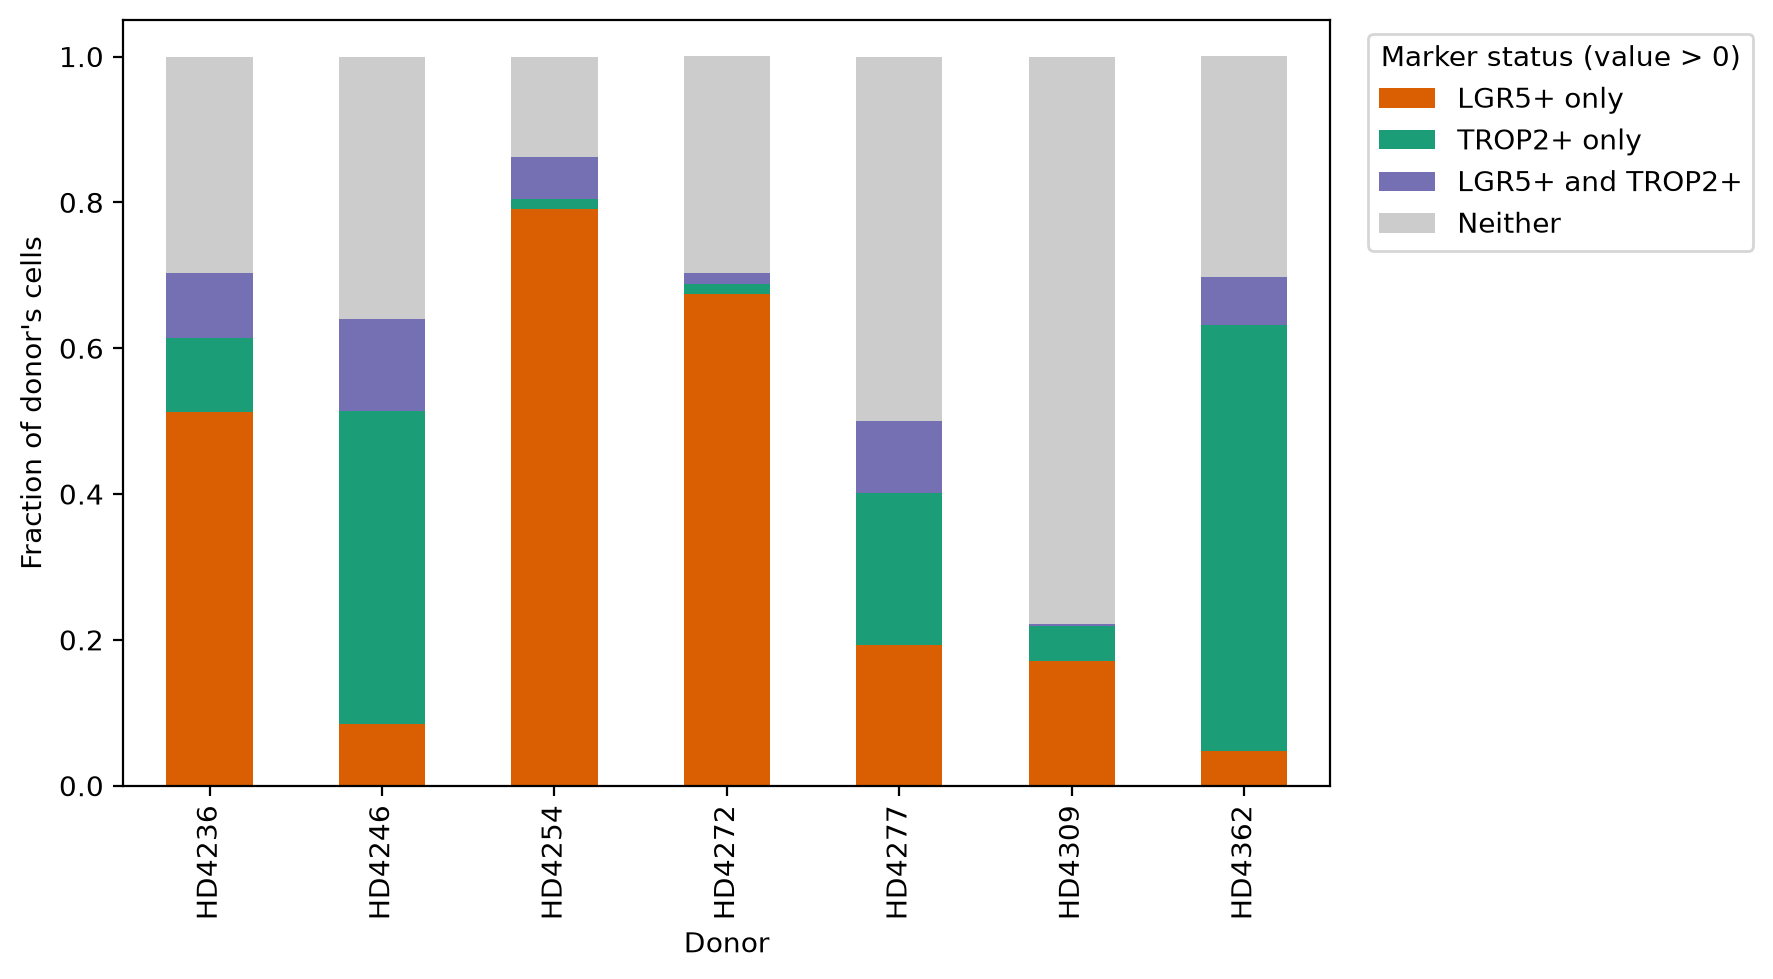 Marker status (value > 0)
LGR5+ only
TROP2+ only
LGR5+ and TROP2+
Neither
Fraction of donor's cells
1.0
0.8
0.6
0.4
0.2
0.0
HD4236
HD4246
HD4254
HD4272
HD4277
HD4309
HD4362
Donor